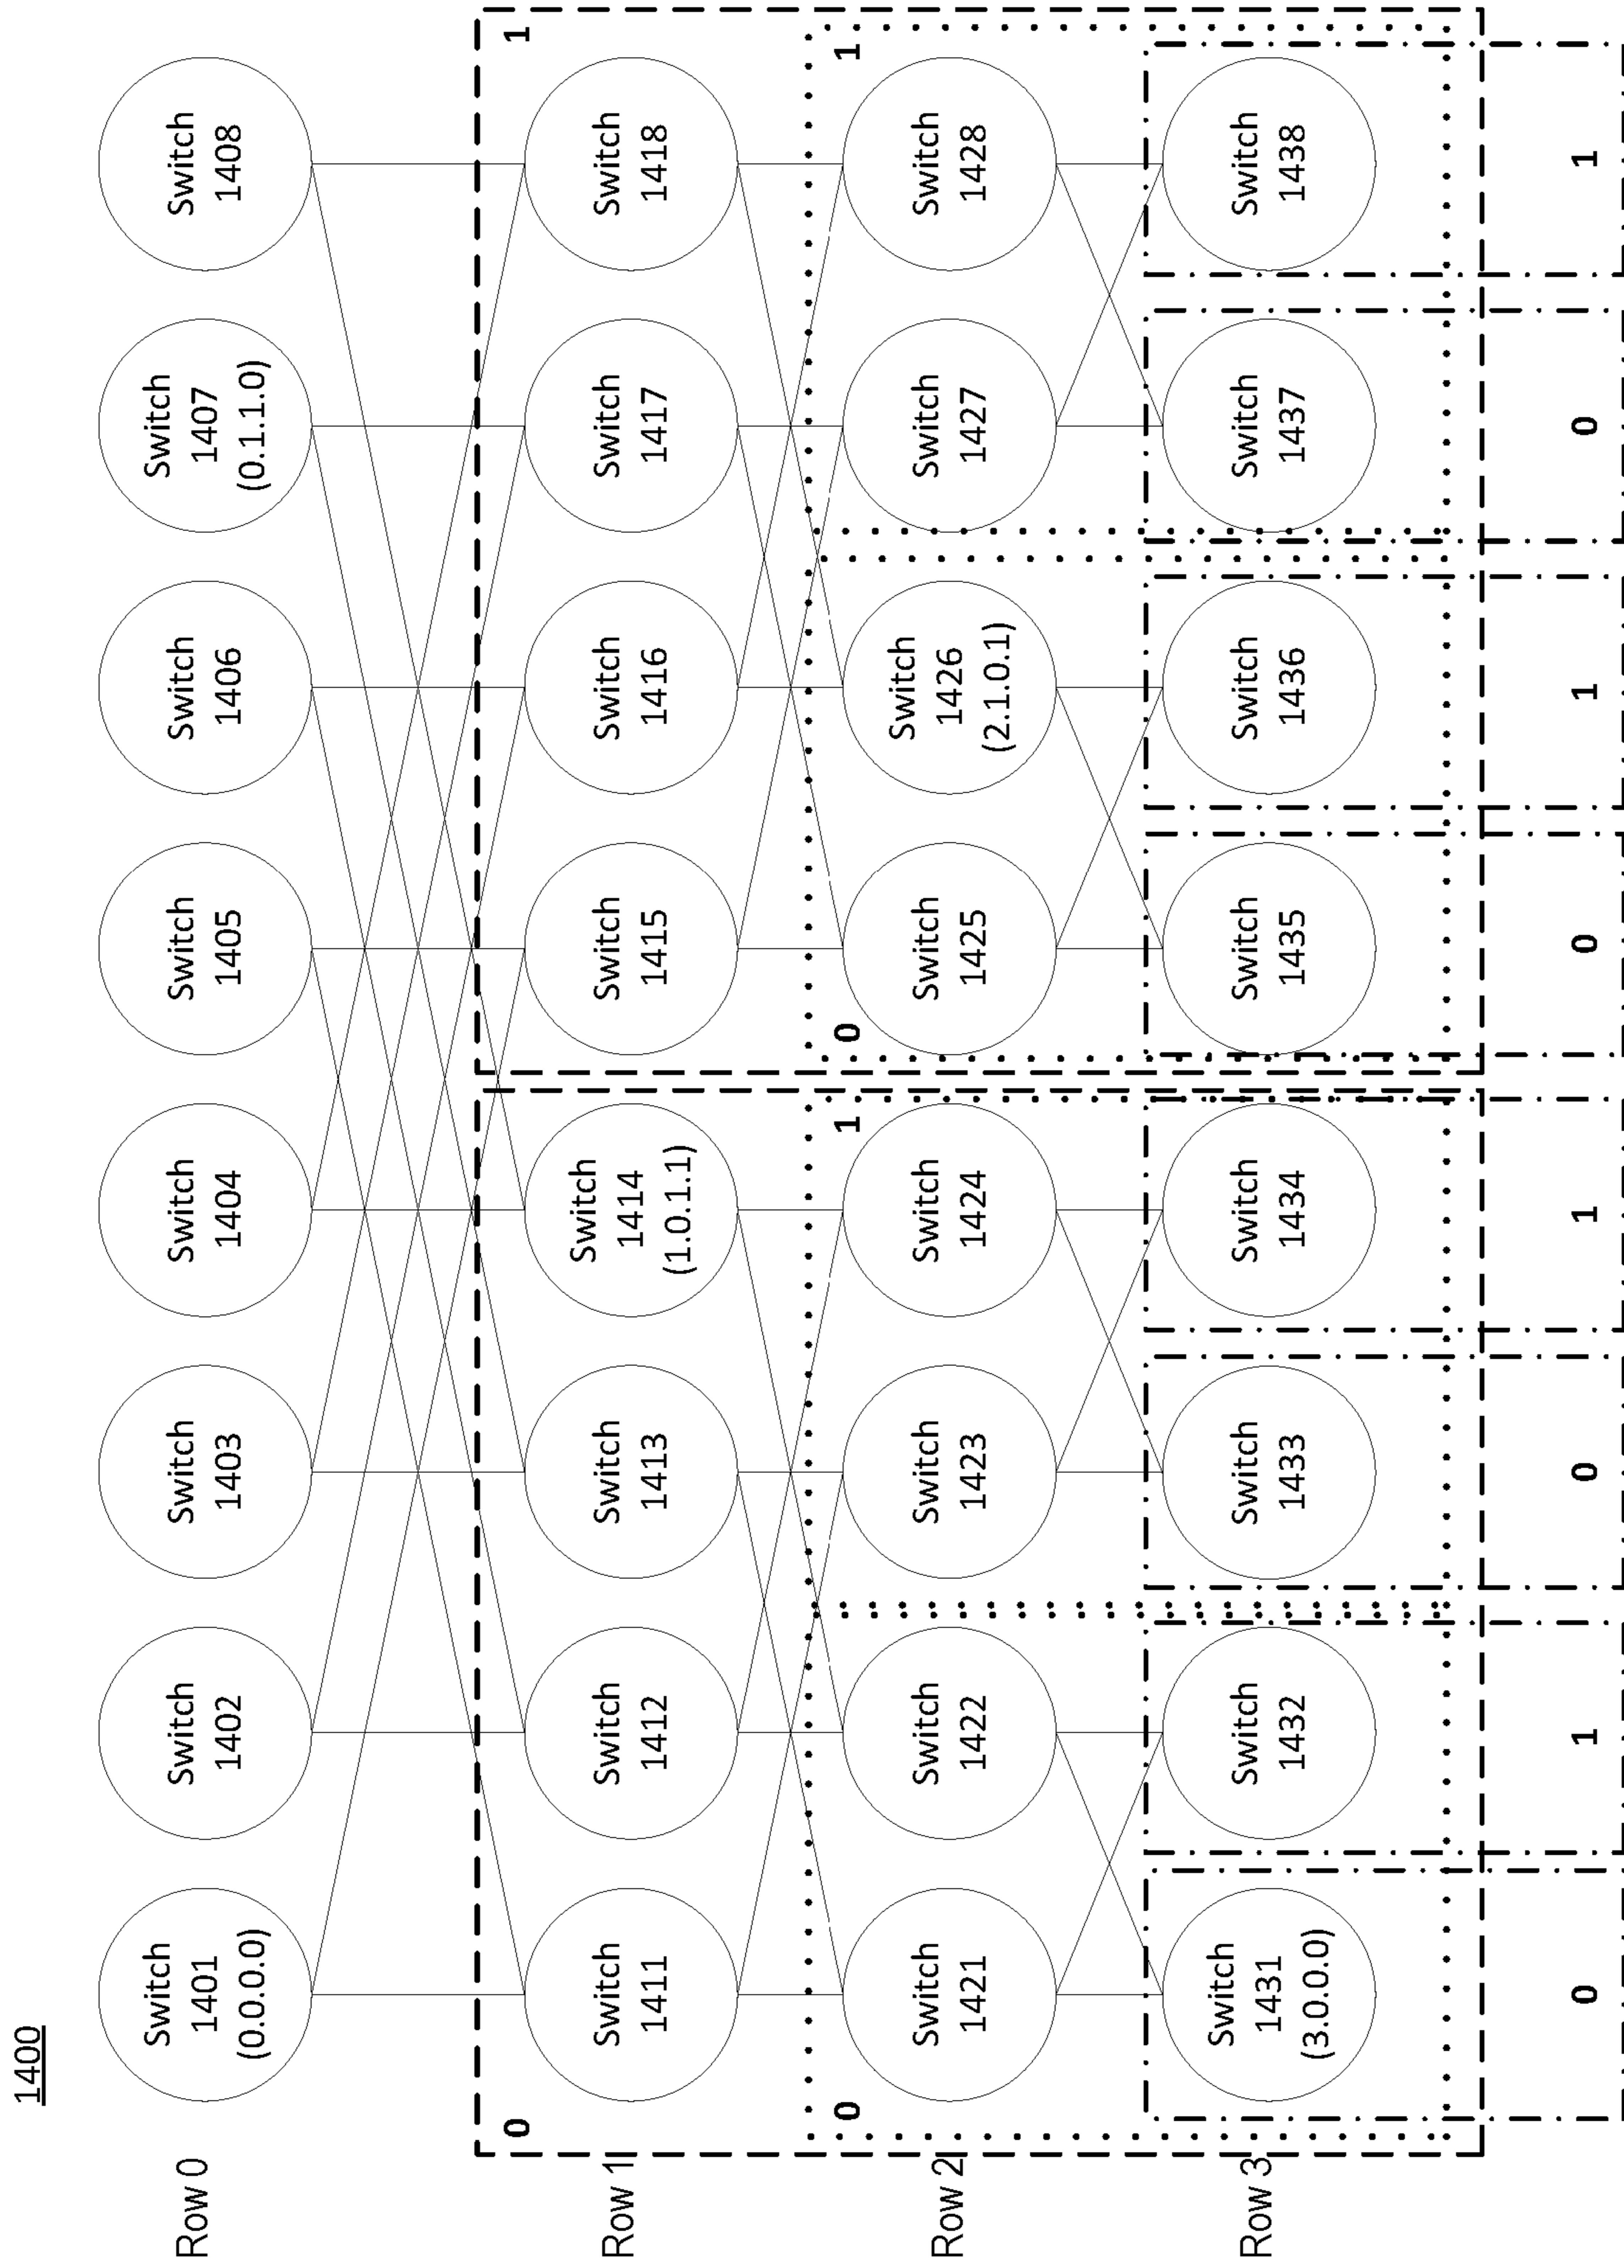 1400
Row 0
Switch
1401
(0.0.0.0)
Switch
1402
Switch
1403
Switch
1404
Switch
1405
Switch
1406
Switch
1407
(0.1.1.0)
Switch
1408
0
1
Row 1
Switch
1411
Switch
1412
Switch
1413
Switch
1414
(1.0.1.1)
Switch
1415
Switch
1416
Switch
1417
Switch
1418
0
1
0
1
Row 2
Switch
1421
Switch
1422
Switch
1423
Switch
1424
Switch
1425
Switch
1426
(2.1.0.1)
Switch
1427
Switch
1428
Row 3
Switch
1431
(3.0.0.0)
Switch
1432
Switch
1433
Switch
1434
Switch
1435
Switch
1436
Switch
1437
Switch
1438
0
1
0
1
0
1
0
1